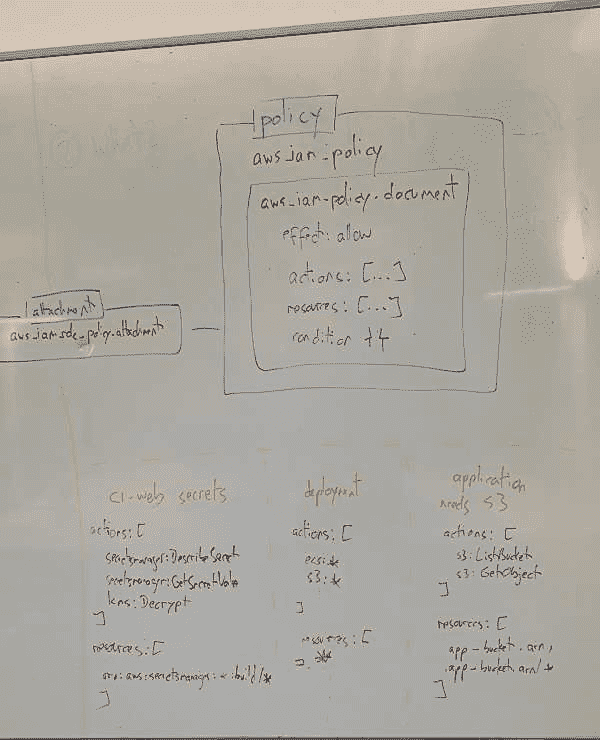 policy
aws_iam_policy
aws_iam_policy_document
effect: allow
actions: [...]
resources: [...]
condition {}
attachment
aws_iam_role_policy_attachment
CI-web secrets
actions: [
secretsmanager:DescribeSecret
secretsmanager:GetSecretValue
kms:Decrypt
]
resources: [
arn:aws:secretsmanager: :build/*
]
deployment
actions: [
ecs:*
s3:*
]
resources: [
*
]
application
needs S3
actions: [
s3:ListBucket
s3:GetObject
]
resources: [
app-bucket.arn,
app-bucket.arn/*
]